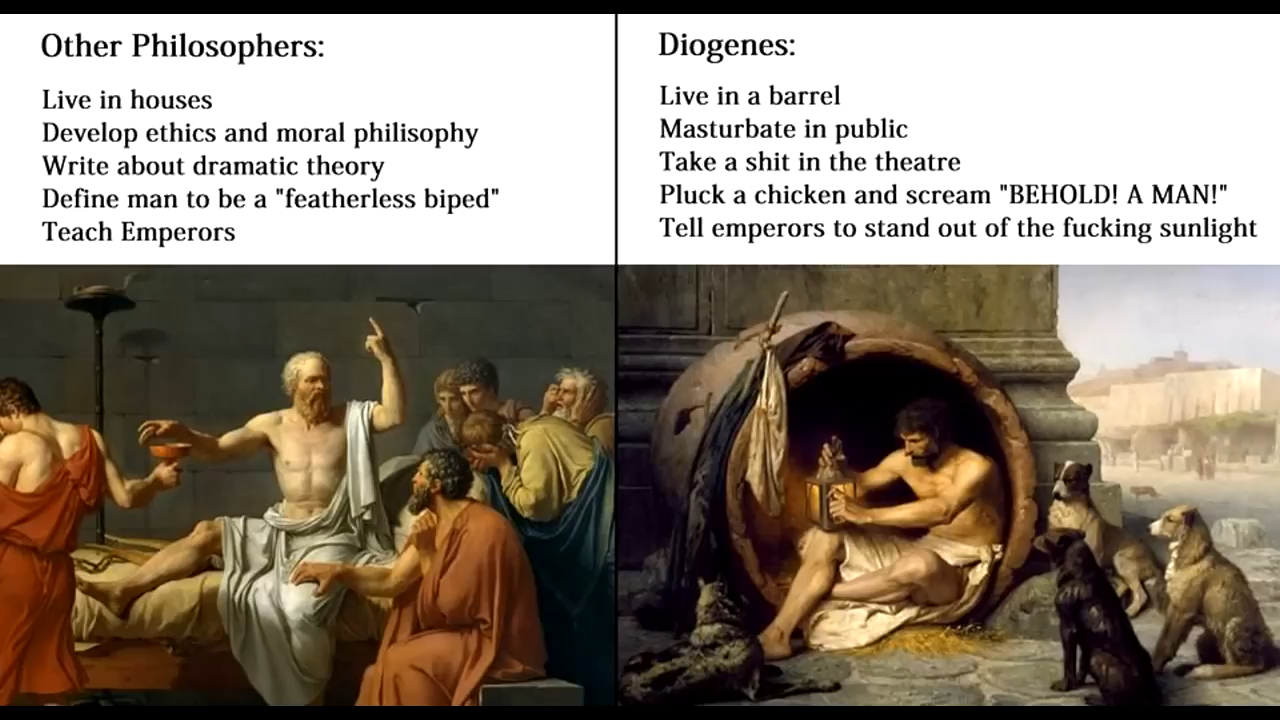 Other Philosophers:
Live in houses
Develop ethics and moral philisophy
Write about dramatic theory
Define man to be a "featherless biped"
Teach Emperors
Diogenes:
Live in a barrel
Masturbate in public
Take a shit in the theatre
Pluck a chicken and scream "BEHOLD! A MAN!"
Tell emperors to stand out of the fucking sunlight